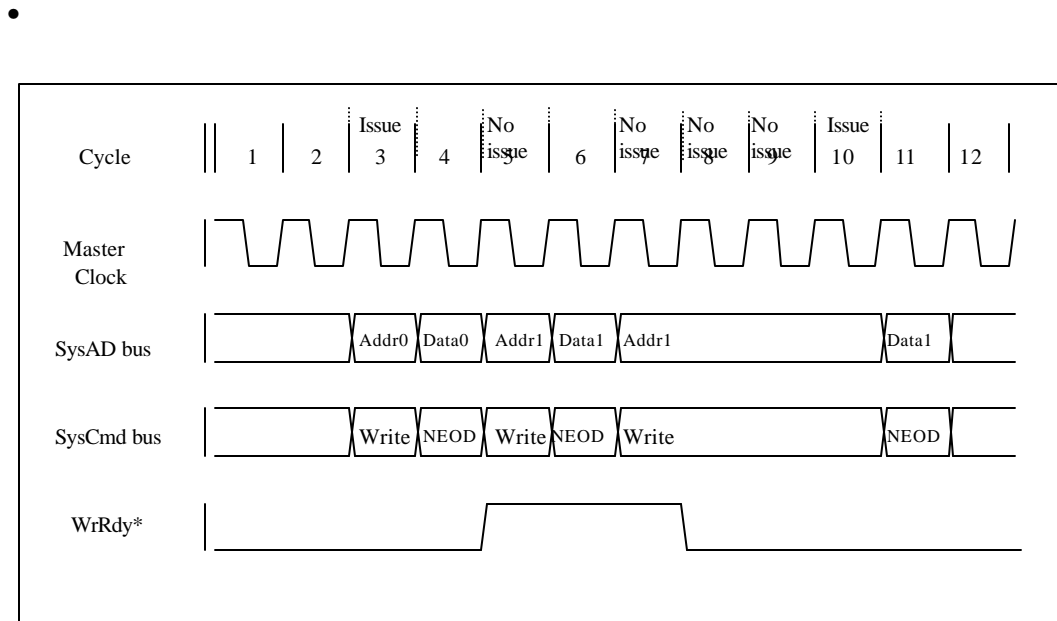 •
Issue No No No No Issue
issue issue issue issue
Cycle 1 2 3 4 5 6 7 8 9 10 11 12
Master
Clock
SysAD bus Addr0 Data0 Addr1 Data1 Addr1 Data1
SysCmd bus Write NEOD Write NEOD Write NEOD
WrRdy*